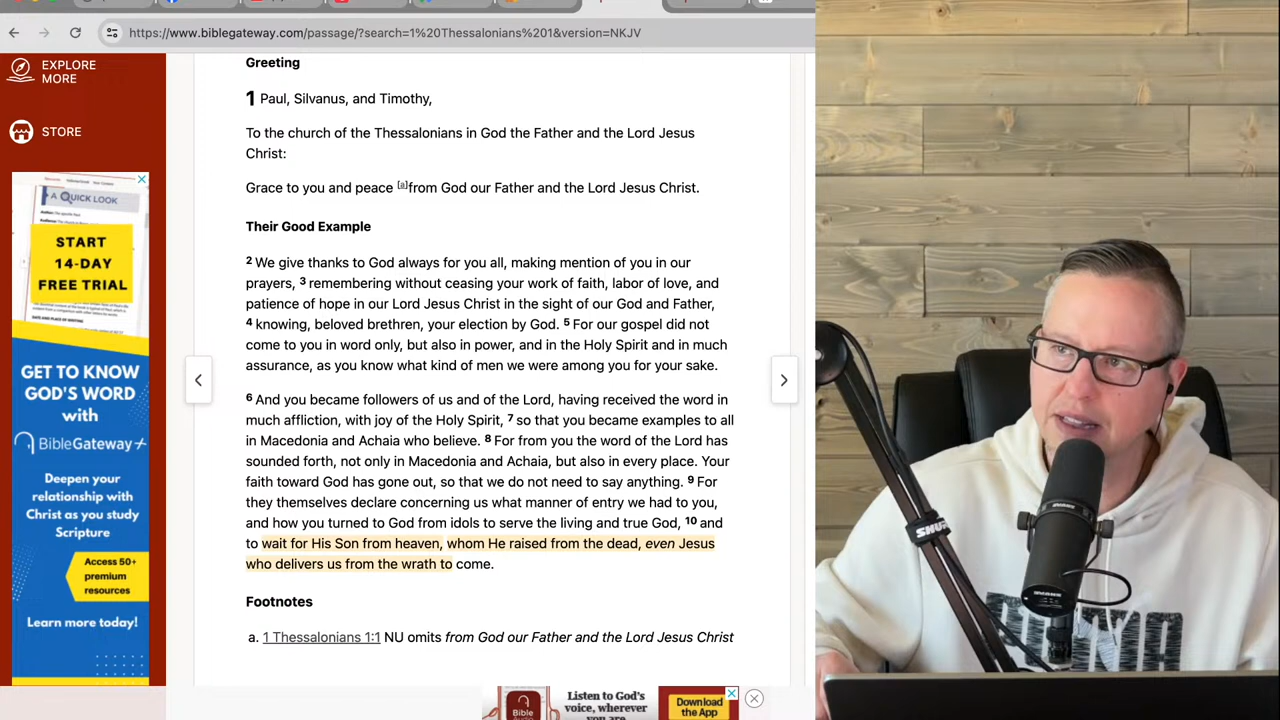 https://www.biblegateway.com/passage/?search=1%20Thessalonians%201&version=NKJV
EXPLORE
MORE
STORE
A QUICK LOOK
START
14-DAY
FREE TRIAL
GET TO KNOW
GOD'S WORD
with
BibleGateway+
Deepen your
relationship with
Christ as you study
Scripture
Access 50+
premium
resources
Learn more today!
Greeting
1 Paul, Silvanus, and Timothy,
To the church of the Thessalonians in God the Father and the Lord Jesus
Christ:
Grace to you and peace [a]from God our Father and the Lord Jesus Christ.
Their Good Example
2 We give thanks to God always for you all, making mention of you in our
prayers, 3 remembering without ceasing your work of faith, labor of love, and
patience of hope in our Lord Jesus Christ in the sight of our God and Father,
4 knowing, beloved brethren, your election by God. 5 For our gospel did not
come to you in word only, but also in power, and in the Holy Spirit and in much
assurance, as you know what kind of men we were among you for your sake.
6 And you became followers of us and of the Lord, having received the word in
much affliction, with joy of the Holy Spirit, 7 so that you became examples to all
in Macedonia and Achaia who believe. 8 For from you the word of the Lord has
sounded forth, not only in Macedonia and Achaia, but also in every place. Your
faith toward God has gone out, so that we do not need to say anything. 9 For
they themselves declare concerning us what manner of entry we had to you,
and how you turned to God from idols to serve the living and true God, 10 and
to wait for His Son from heaven, whom He raised from the dead, even Jesus
who delivers us from the wrath to come.
Footnotes
a. 1 Thessalonians 1:1 NU omits from God our Father and the Lord Jesus Christ
Bible
Listen to God's
voice, wherever
you are
Download
the App
SHURE